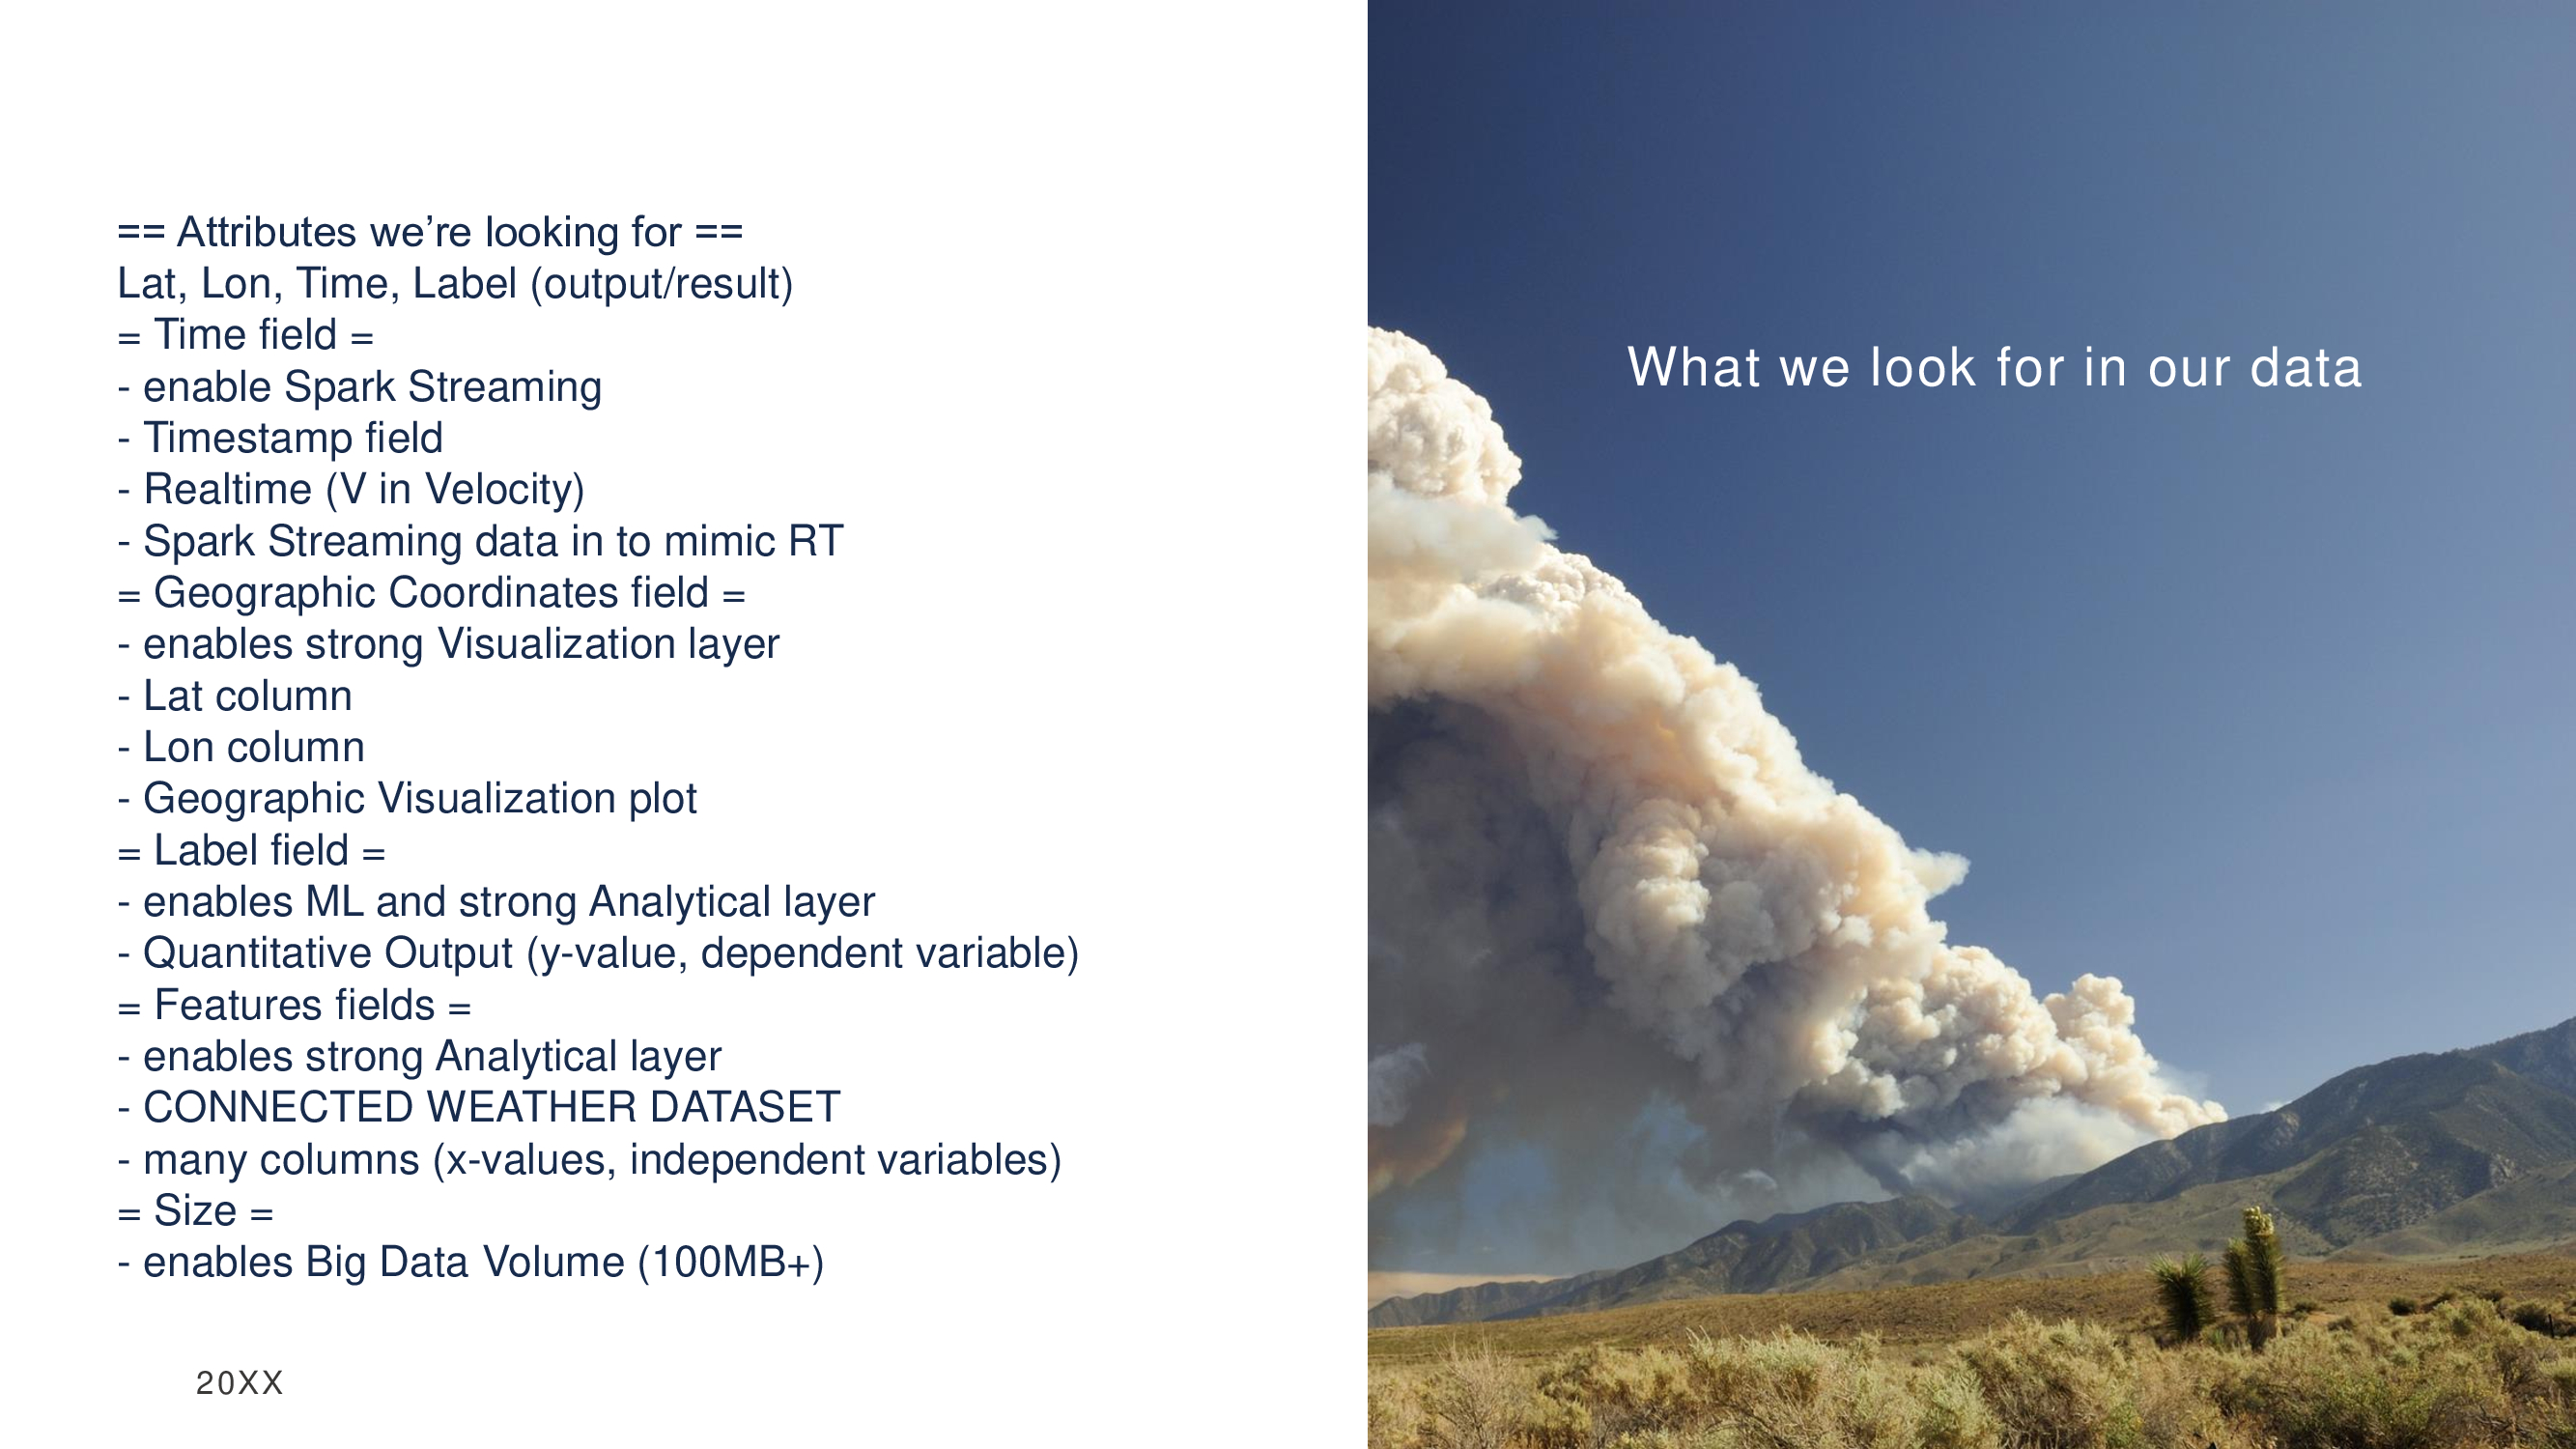 == Attributes we’re looking for ==
Lat, Lon, Time, Label (output/result)
= Time field =
- enable Spark Streaming
- Timestamp field
- Realtime (V in Velocity)
- Spark Streaming data in to mimic RT
= Geographic Coordinates field =
- enables strong Visualization layer
- Lat column
- Lon column
- Geographic Visualization plot
= Label field =
- enables ML and strong Analytical layer
- Quantitative Output (y-value, dependent variable)
= Features fields =
- enables strong Analytical layer
- CONNECTED WEATHER DATASET
- many columns (x-values, independent variables)
= Size =
- enables Big Data Volume (100MB+)
20XX
What we look for in our data